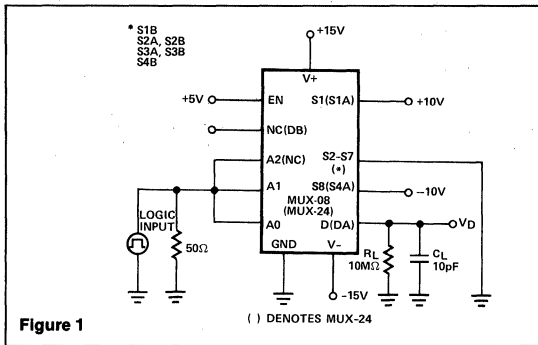 * S1B
S2A, S2B
S3A, S3B
S4B
+15V
V+
+5V
EN
S1(S1A)
+10V
NC(DB)
A2(NC)
S2–S7
(*)
A1
S8(S4A)
–10V
MUX-08
(MUX-24)
LOGIC
INPUT
50Ω
A0
D(DA)
VD
GND
V–
RL
10MΩ
CL
10pF
–15V
Figure 1
( ) DENOTES MUX-24